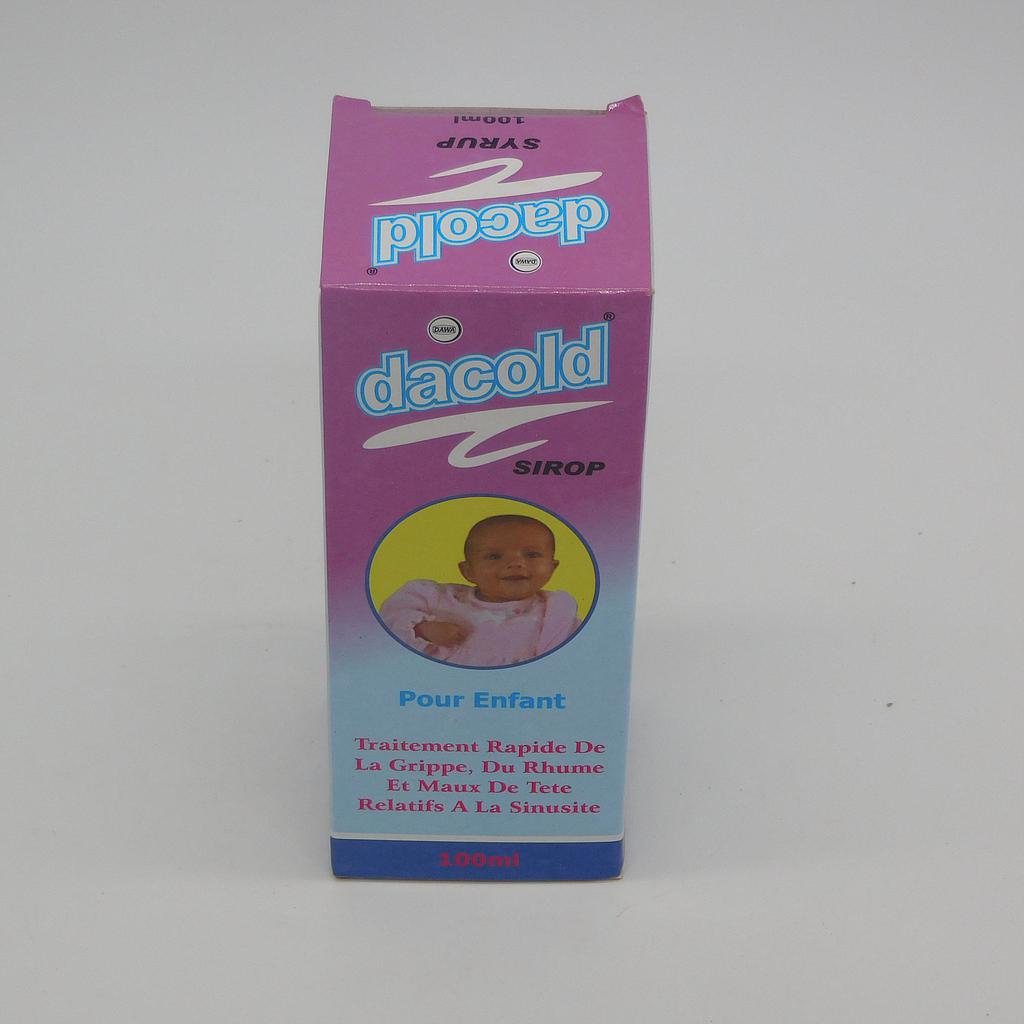 100ml
SYRUP
dacold
®
DAWA
DAWA
®
dacold
SIROP
Pour Enfant
Traitement Rapide De
La Grippe, Du Rhume
Et Maux De Tete
Relatifs A La Sinusite
100ml